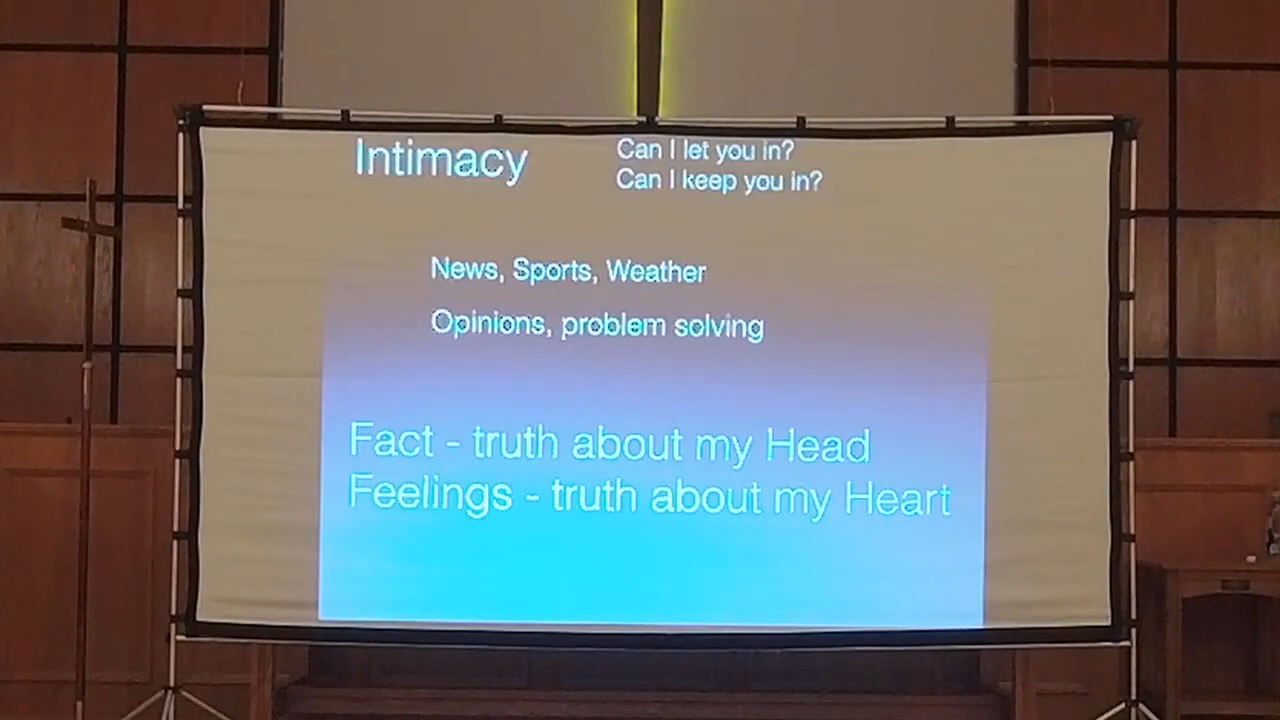 Intimacy
Can I let you in?
Can I keep you in?
News, Sports, Weather
Opinions, problem solving
Fact - truth about my Head
Feelings - truth about my Heart